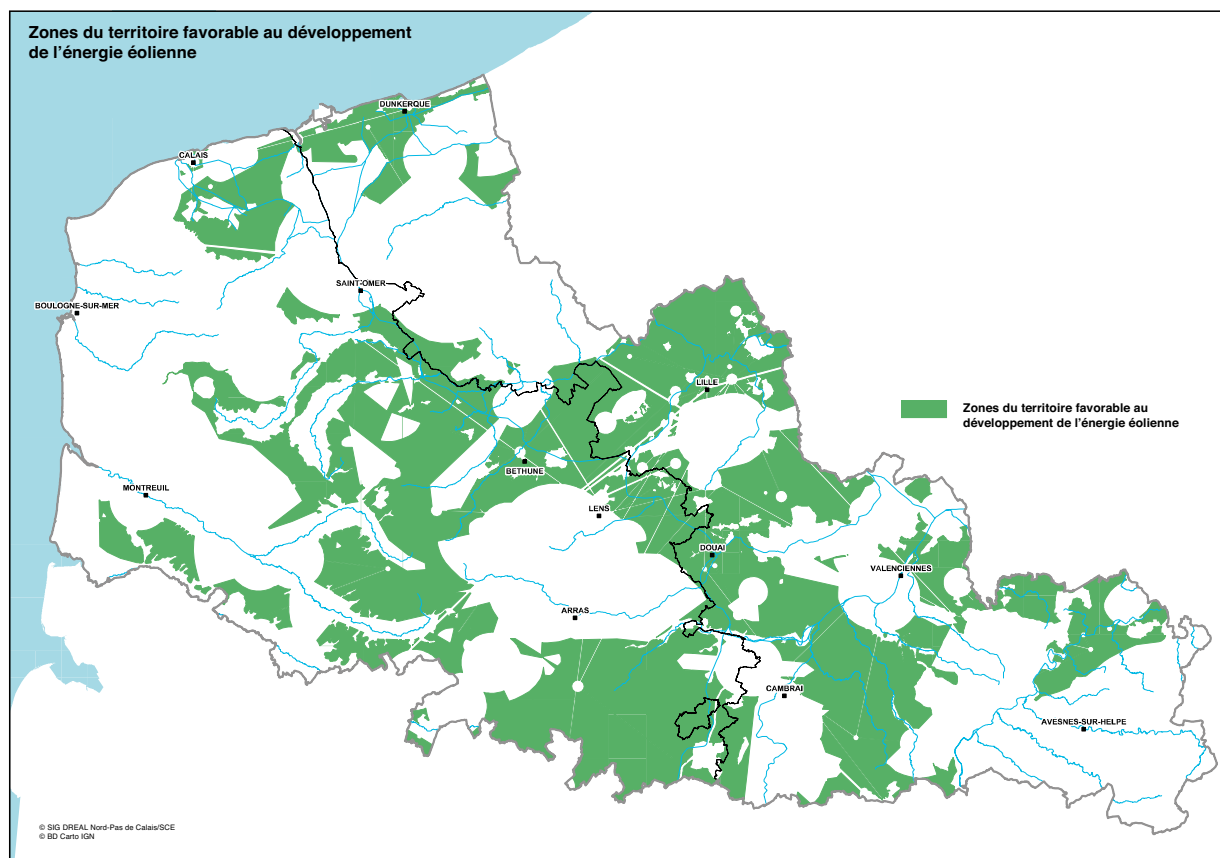 Zones du territoire favorable au développement
de l'énergie éolienne
DUNKERQUE
CALAIS
SAINT-OMER
BOULOGNE-SUR-MER
LILLE
Zones du territoire favorable au
développement de l'énergie éolienne
BETHUNE
MONTREUIL
LENS
DOUAI
VALENCIENNES
ARRAS
CAMBRAI
AVESNES-SUR-HELPE
© SIG DREAL Nord-Pas de Calais/SCE
© BD Carto IGN